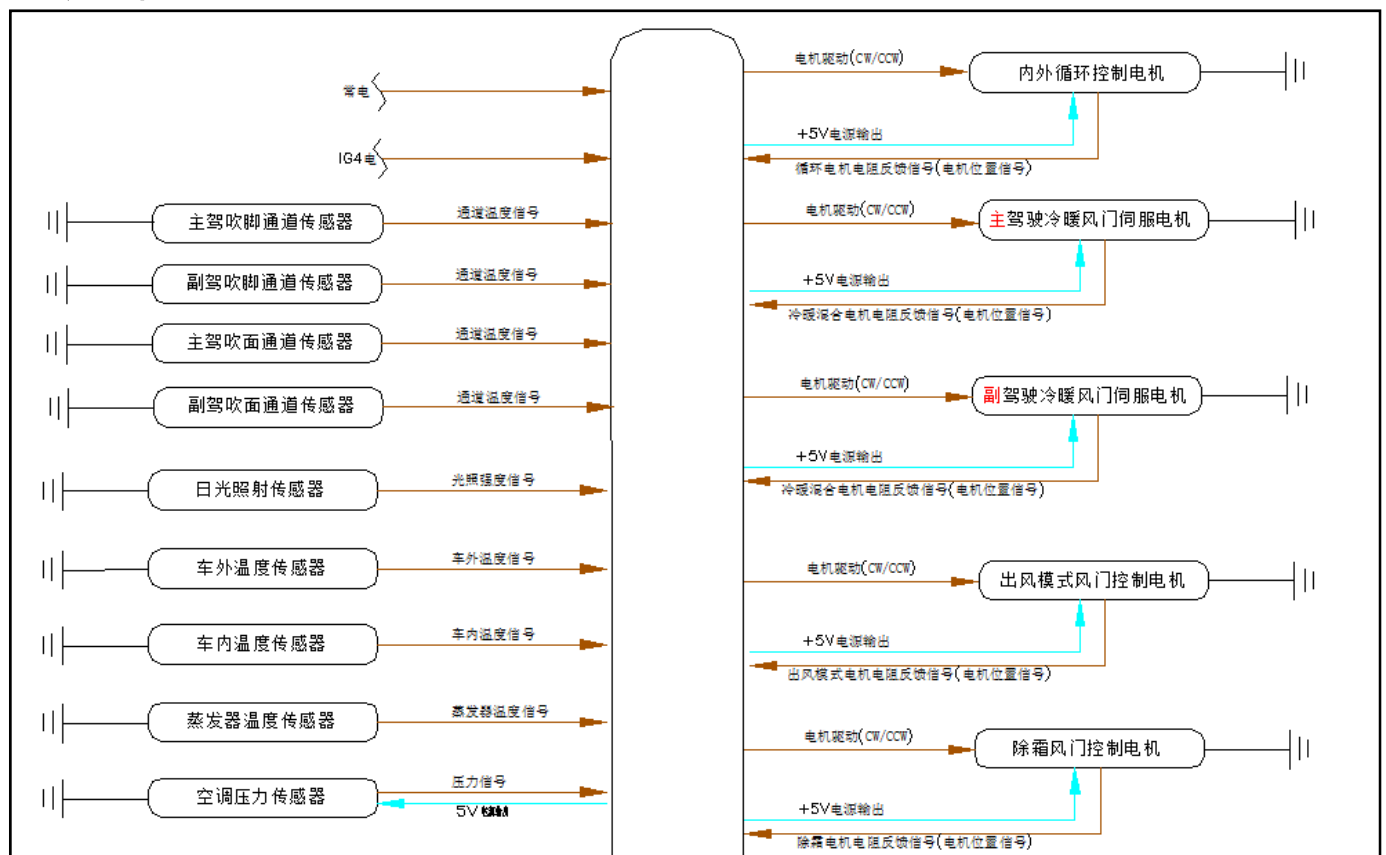 常电
IG4电
主驾吹脚通道传感器
通道温度信号
副驾吹脚通道传感器
通道温度信号
主驾吹面通道传感器
通道温度信号
副驾吹面通道传感器
通道温度信号
日光照射传感器
光照强度信号
车外温度传感器
车外温度信号
车内温度传感器
车内温度信号
蒸发器温度传感器
蒸发器温度信号
空调压力传感器
压力信号
5V
电机驱动(CW/CCW)
内外循环控制电机
+5V电源输出
循环电机电阻反馈信号(电机位置信号)
电机驱动(CW/CCW)
主驾驶冷暖风门伺服电机
+5V电源输出
冷暖混合电机电阻反馈信号(电机位置信号)
电机驱动(CW/CCW)
副驾驶冷暖风门伺服电机
+5V电源输出
冷暖混合电机电阻反馈信号(电机位置信号)
电机驱动(CW/CCW)
出风模式风门控制电机
+5V电源输出
出风模式电机电阻反馈信号(电机位置信号)
电机驱动(CW/CCW)
除霜风门控制电机
+5V电源输出
除霜电机电阻反馈信号(电机位置信号)